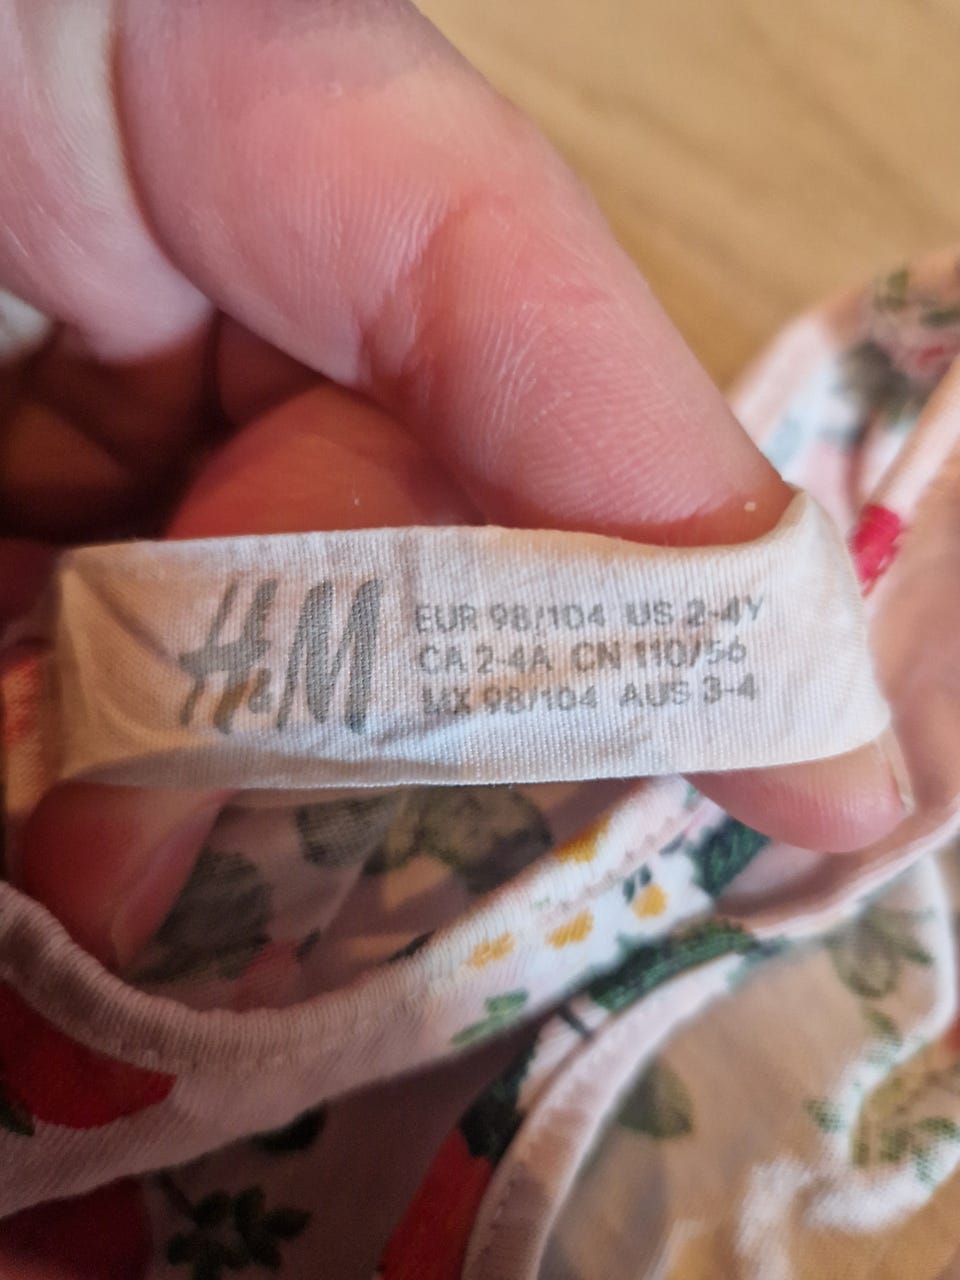 H&M
EUR 98/104 US 2-4Y
CA 2-4A CN 110/56
MX 98/104 AUS 3-4